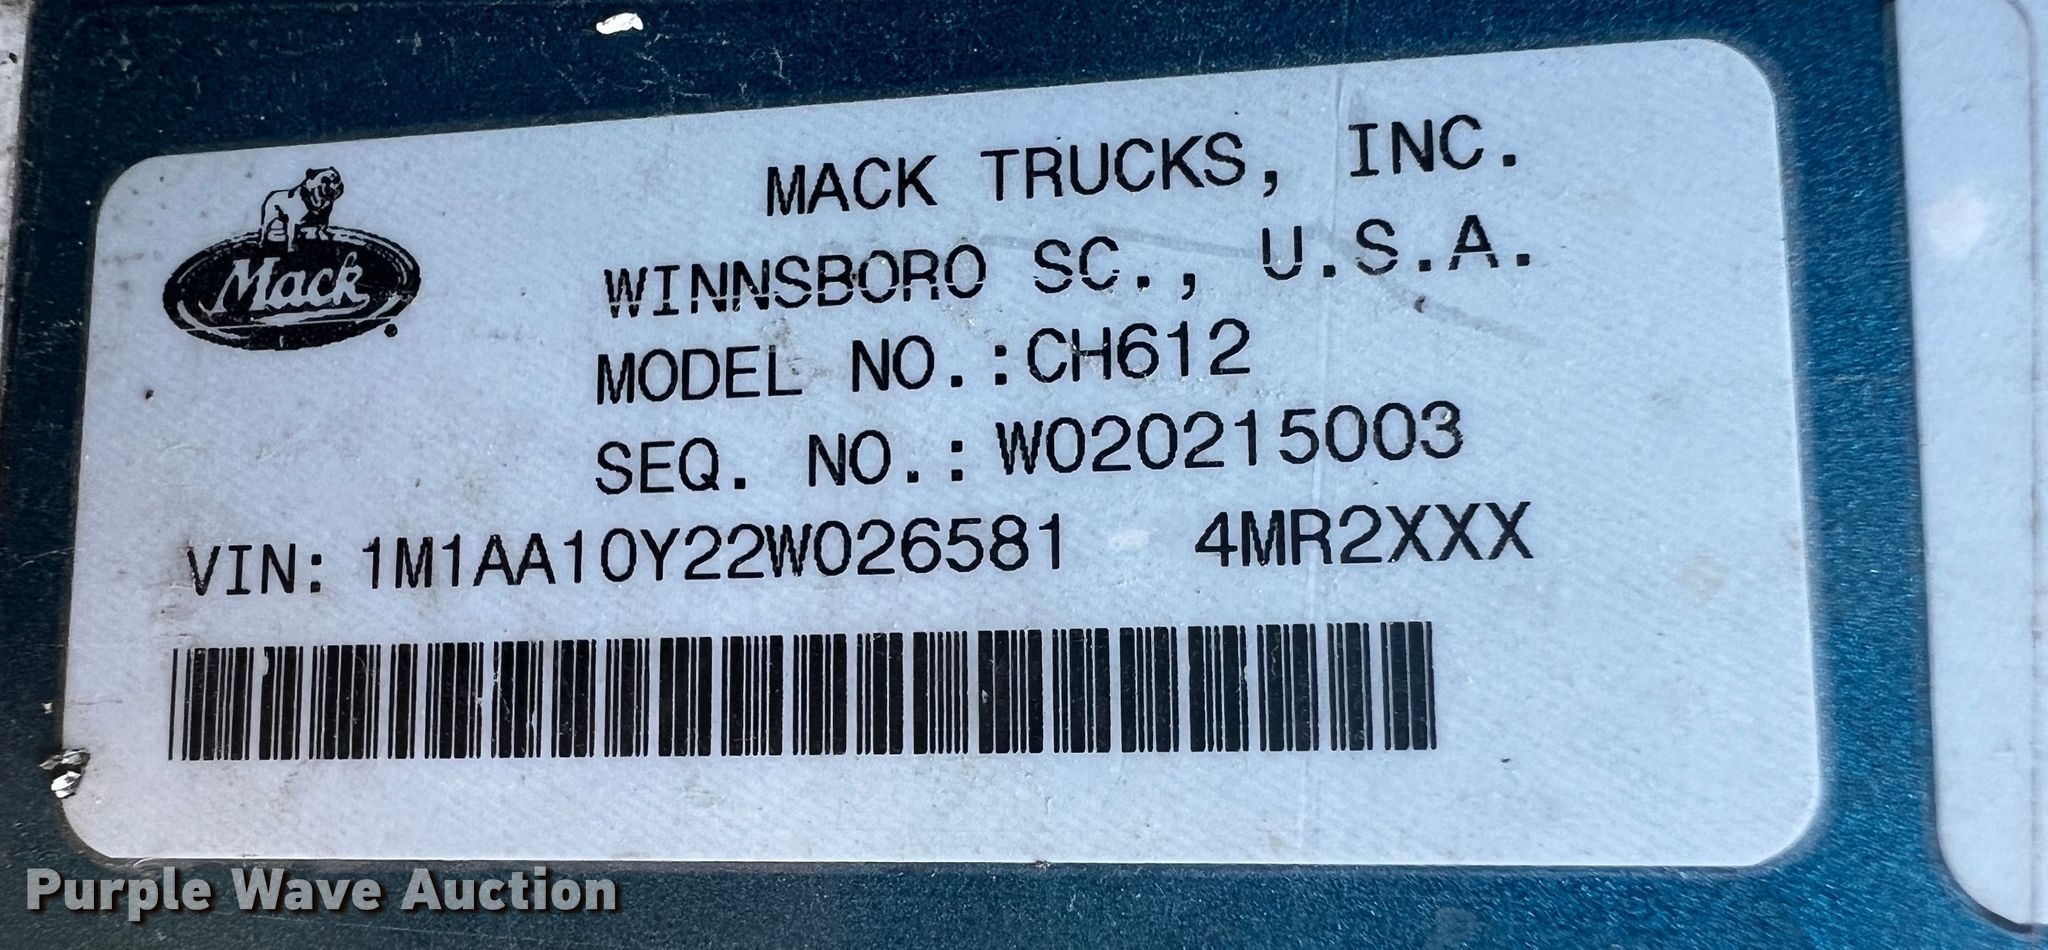 MACK TRUCKS, INC.
Mack
WINNSBORO SC., U.S.A.
MODEL NO.:CH612
SEQ. NO.: W020215003
VIN: 1M1AA10Y22W026581 4MR2XXX
Purple Wave Auction